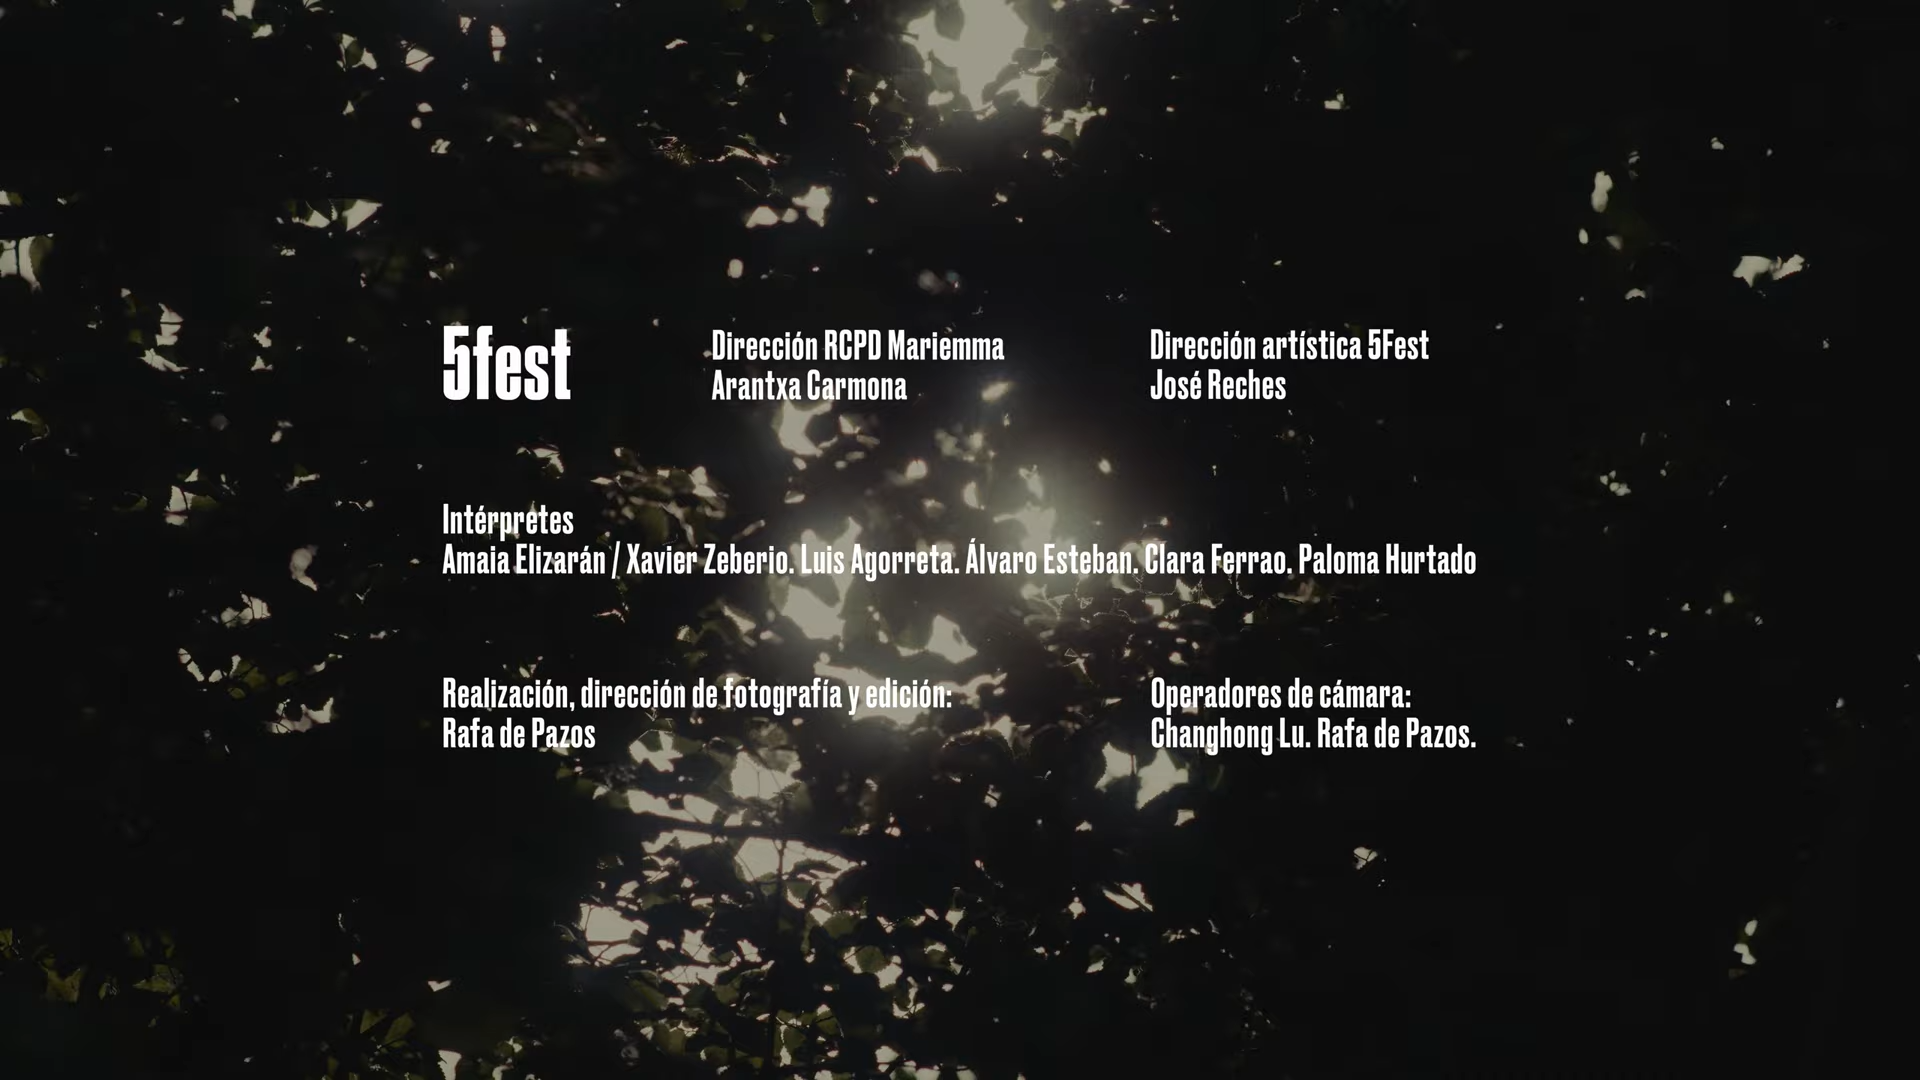 5fest
Dirección RCPD Mariemma
Arantxa Carmona
Dirección artística 5Fest
José Reches
Intérpretes
Amaia Elizarán / Xavier Zeberio. Luis Agorreta. Álvaro Esteban. Clara Ferrao. Paloma Hurtado
Realización, dirección de fotografía y edición:
Rafa de Pazos
Operadores de cámara:
Changhong Lu. Rafa de Pazos.